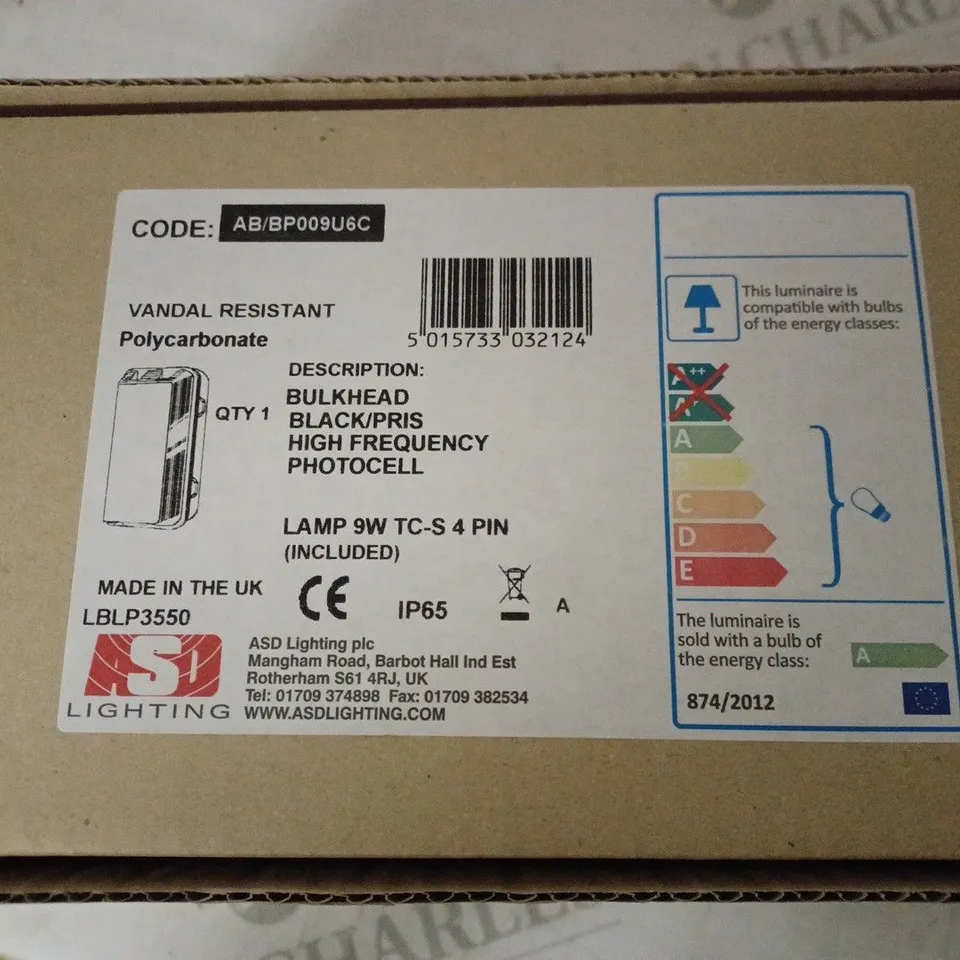 CODE: AB/BP009U6C
VANDAL RESISTANT
Polycarbonate
5 015733 032124
QTY 1
DESCRIPTION:
BULKHEAD
BLACK/PRIS
HIGH FREQUENCY
PHOTOCELL
LAMP 9W TC-S 4 PIN
(INCLUDED)
MADE IN THE UK
LBLP3550
CE
IP65
A
ASD
LIGHTING
ASD Lighting plc
Mangham Road, Barbot Hall Ind Est
Rotherham S61 4RJ, UK
Tel: 01709 374898 Fax: 01709 382534
WWW.ASDLIGHTING.COM
This luminaire is
compatible with bulbs
of the energy classes:
A++
A+
A
C
D
E
The luminaire is
sold with a bulb of
the energy class:
A
874/2012